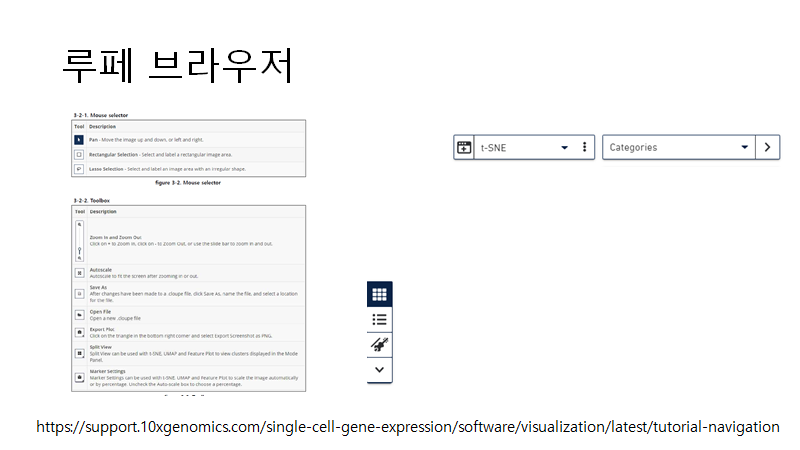 루페 브라우저
3-2-1. Mouse selector
Tool Description
Pan - Move the image up and down, or left and right.
Rectangular Selection - Select and label a rectangular image area.
Lasso Selection - Select and label an image area with an irregular shape.
figure 3-2. Mouse selector
3-2-2. Toolbox
Tool Description
Zoom In and Zoom Out
Click on + to Zoom In, click on - to Zoom Out, or use the slide bar to zoom in and out.
Autoscale
Autoscale to fit the screen after zooming in or out.
Save As
After changes have been made to a .cloupe file, click Save As, name the file, and select a location
for the file.
Open File
Open a new .cloupe file
Export Plot
Click on the triangle in the bottom right corner and select Export Screenshot as PNG.
Split View
Split View can be used with t-SNE, UMAP and Feature Plot to view clusters displayed in the Mode
Panel.
Marker Settings
Marker Settings can be used with t-SNE, UMAP and Feature Plot to scale the image automatically
or by percentage. Uncheck the Auto-scale box to choose a percentage.
t-SNE
Categories
https://support.10xgenomics.com/single-cell-gene-expression/software/visualization/latest/tutorial-navigation